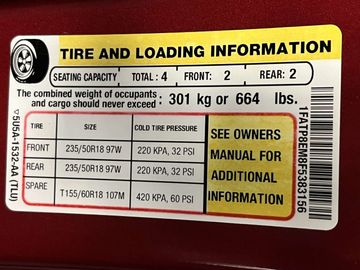 TIRE AND LOADING INFORMATION
SEATING CAPACITY TOTAL : 4 FRONT: 2 REAR: 2
The combined weight of occupants
and cargo should never exceed : 301 kg or 664 lbs.
TIRE SIZE COLD TIRE PRESSURE
FRONT 235/50R18 97W 220 KPA, 32 PSI
REAR 235/50R18 97W 220 KPA, 32 PSI
SPARE T155/60R18 107M 420 KPA, 60 PSI
SEE OWNERS
MANUAL FOR
ADDITIONAL
INFORMATION
5U5A-1532-AA (TLU)
1FATP8EM8F5383156